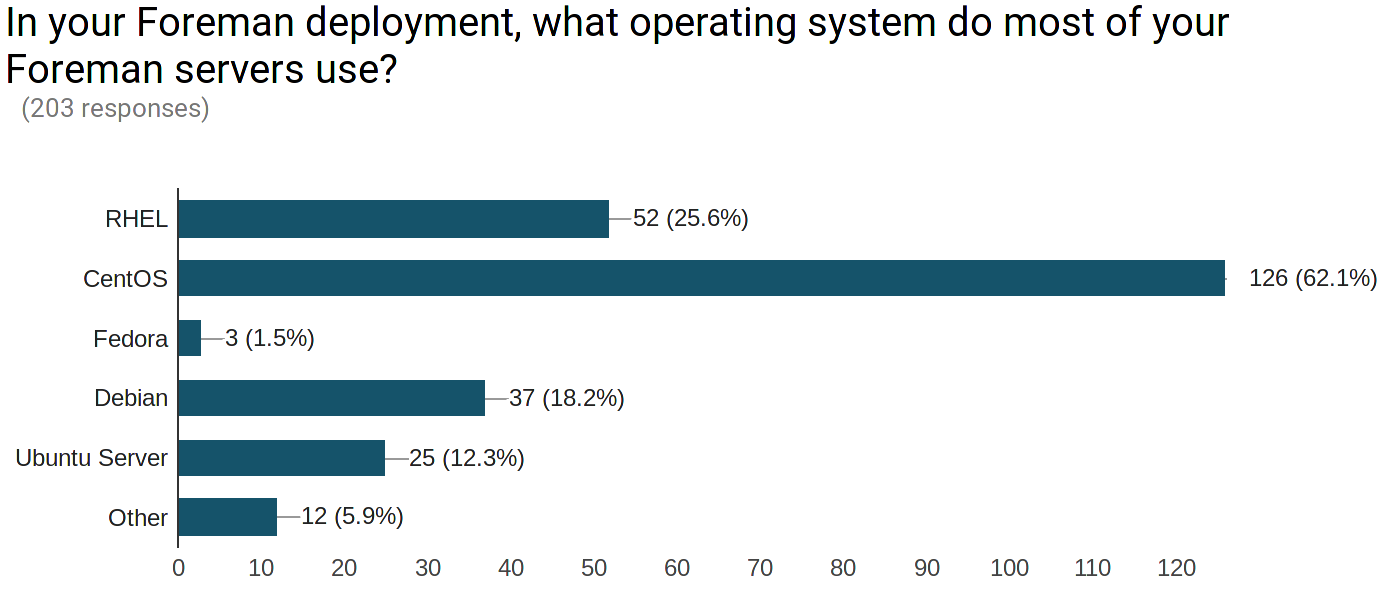 In your Foreman deployment, what operating system do most of your
Foreman servers use?
(203 responses)
RHEL 52 (25.6%)
CentOS 126 (62.1%)
Fedora 3 (1.5%)
Debian 37 (18.2%)
Ubuntu Server 25 (12.3%)
Other 12 (5.9%)
0 10 20 30 40 50 60 70 80 90 100 110 120